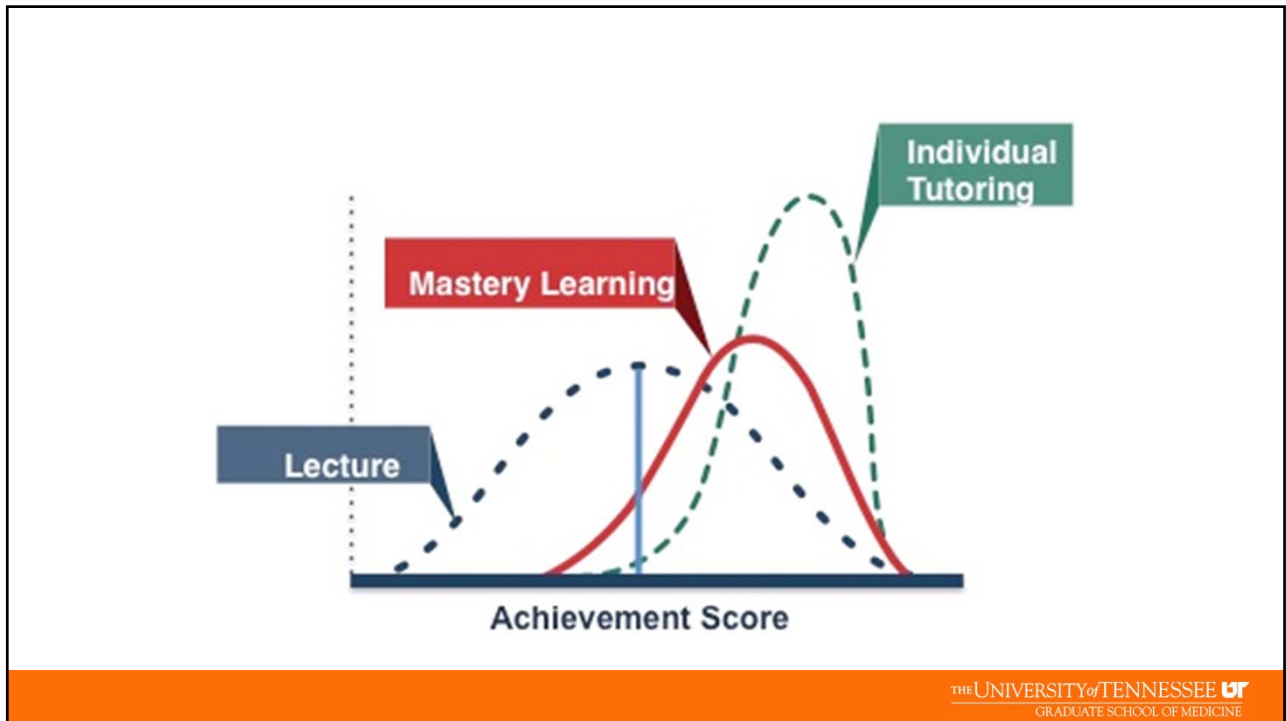 Individual
Tutoring
Mastery Learning
Lecture
Achievement Score
THE UNIVERSITY of TENNESSEE UT
GRADUATE SCHOOL OF MEDICINE